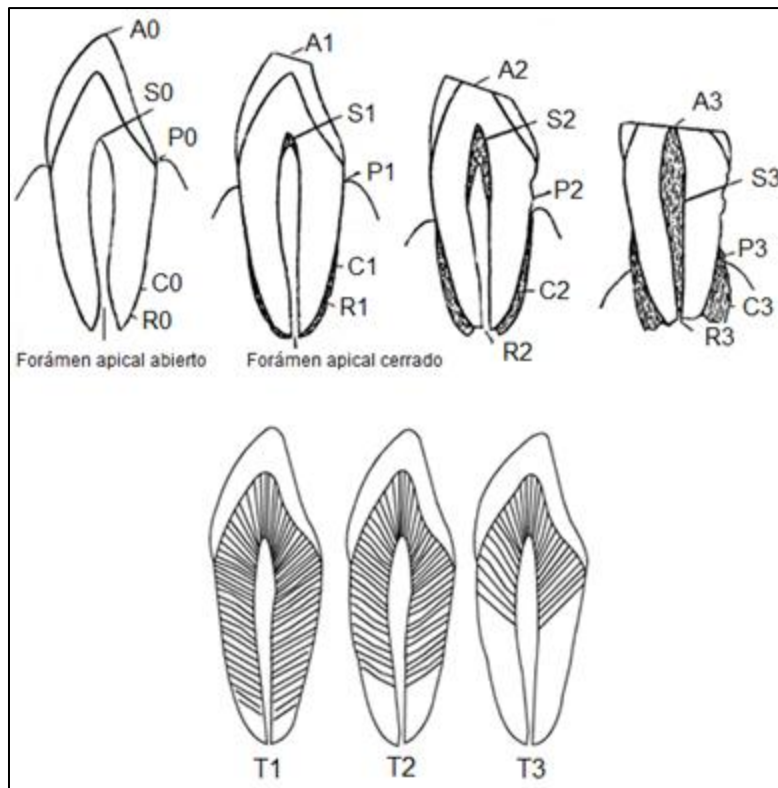 A0
S0
P0
C0
R0
Forámen apical abierto
A1
S1
P1
C1
R1
Forámen apical cerrado
A2
S2
P2
C2
R2
A3
S3
P3
C3
R3
T1
T2
T3